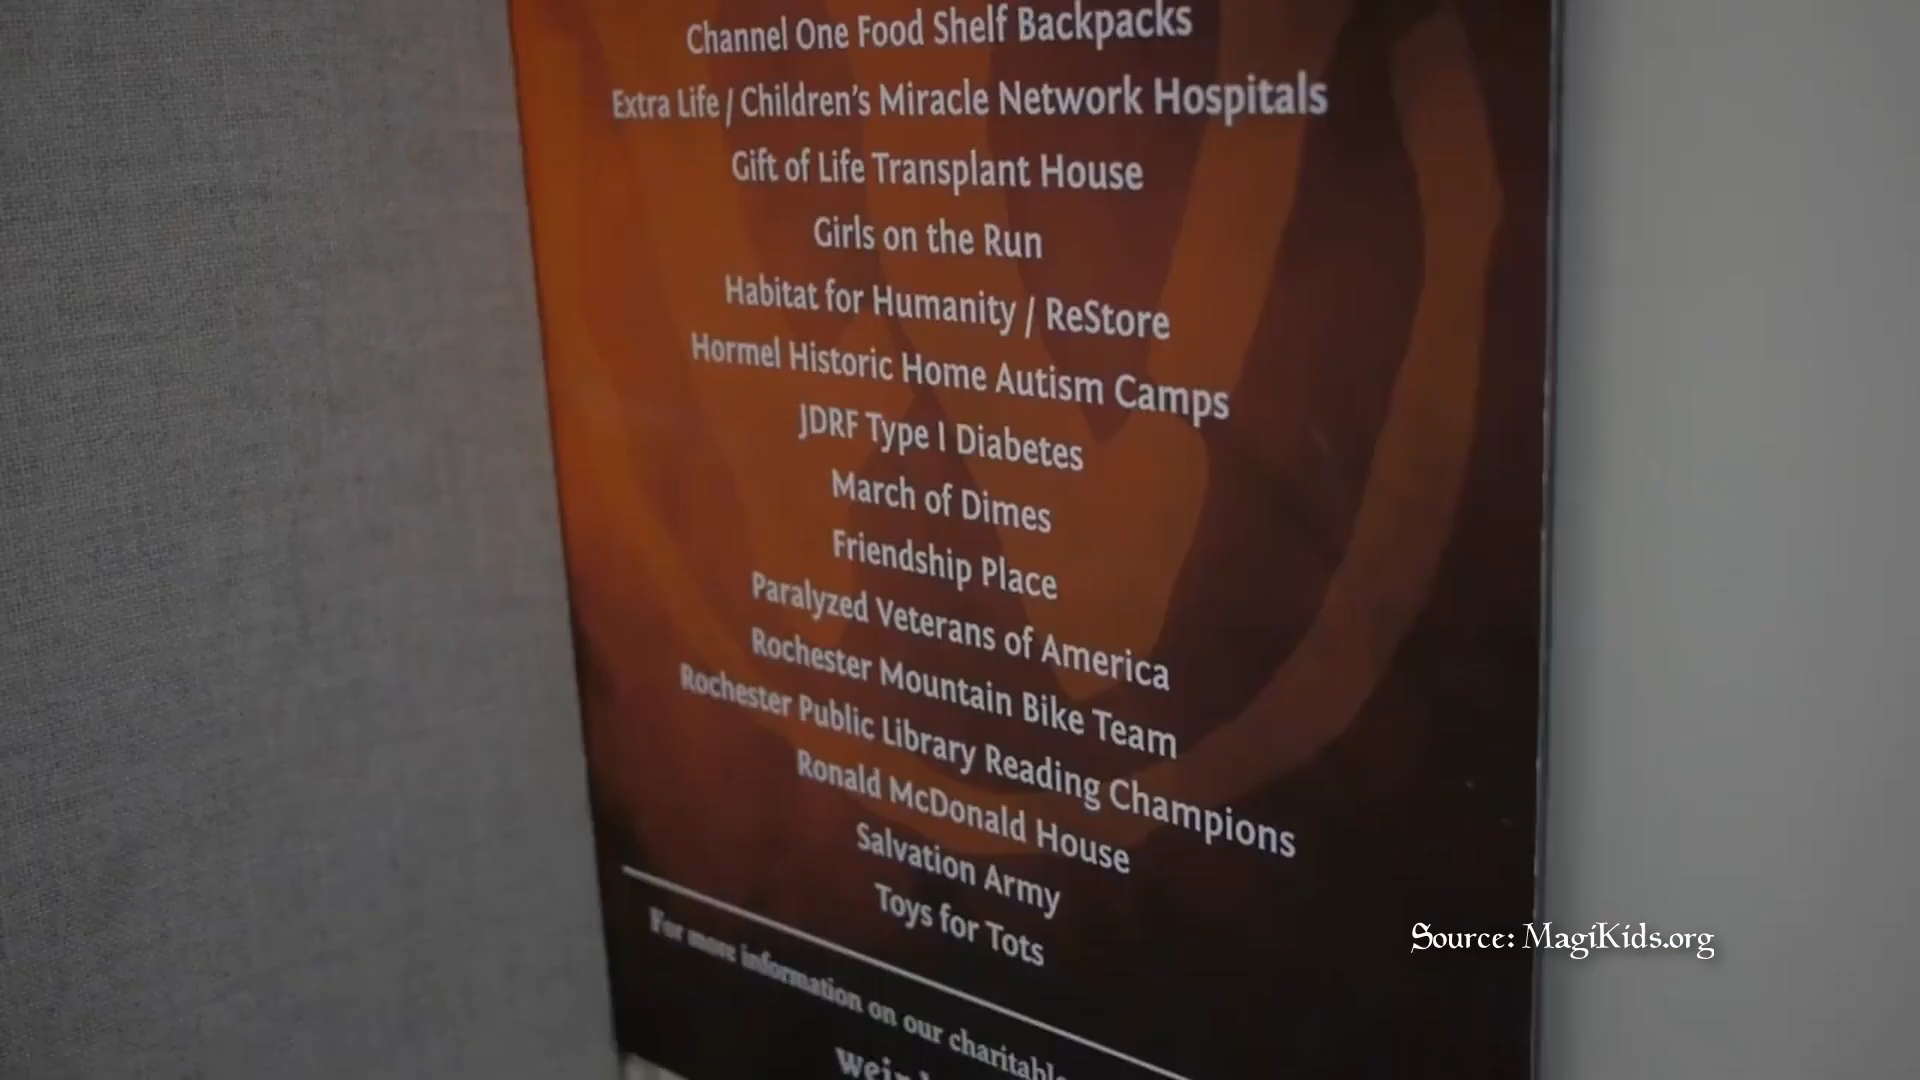 Channel One Food Shelf Backpacks
Extra Life / Children's Miracle Network Hospitals
Gift of Life Transplant House
Girls on the Run
Habitat for Humanity / ReStore
Hormel Historic Home Autism Camps
JDRF Type I Diabetes
March of Dimes
Friendship Place
Paralyzed Veterans of America
Rochester Mountain Bike Team
Rochester Public Library Reading Champions
Ronald McDonald House
Salvation Army
Toys for Tots
For more information on our charitable
Source: MagiKids.org